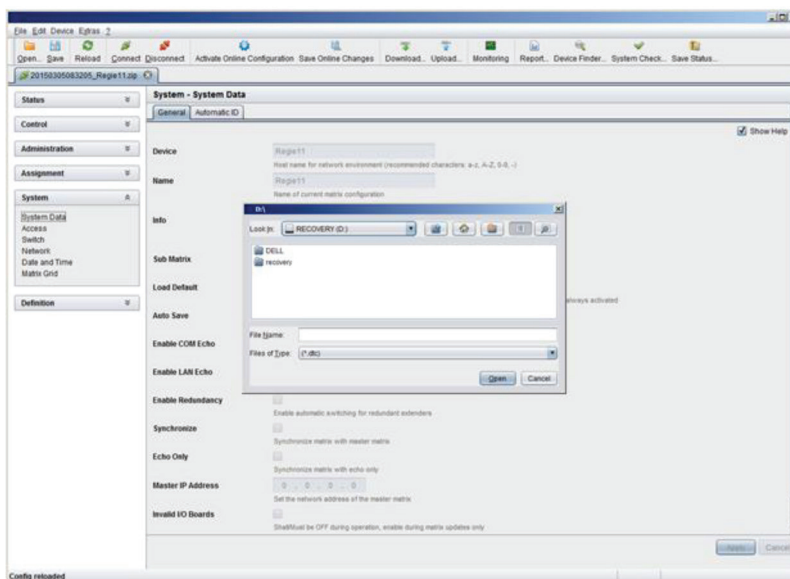 File Edit Device Extras ?
Open... Save Reload Connect Disconnect Activate Online Configuration Save Online Changes Download... Upload... Monitoring Report... Device Finder... System Check... Save Status...
20150305083205_Regie11.zip
Status
Control
Administration
Assignment
System
System Data
Access
Switch
Network
Date and Time
Matrix Grid
Definition
System - System Data
General Automatic ID
Show Help
Device Regie11
Host name for network environment (recommended characters: a-z, A-Z, 0-9, -)
Name Regie11
Name of current matrix configuration
Info
Sub Matrix
Load Default
always activated
Auto Save
Enable COM Echo
Enable LAN Echo
D:\
Look In: RECOVERY (D:)
DELL
recovery
File Name:
Files of Type: (*.dtc)
Open Cancel
Enable Redundancy
Enable automatic switching for redundant extenders
Synchronize
Synchronize matrix with master matrix
Echo Only
Synchronize matrix with echo only
Master IP Address 0 . 0 . 0 . 0
Set the network address of the master matrix
Invalid I/O Boards
Shall/Must be OFF during operation, enable during matrix updates only
Apply Cancel
Config reloaded